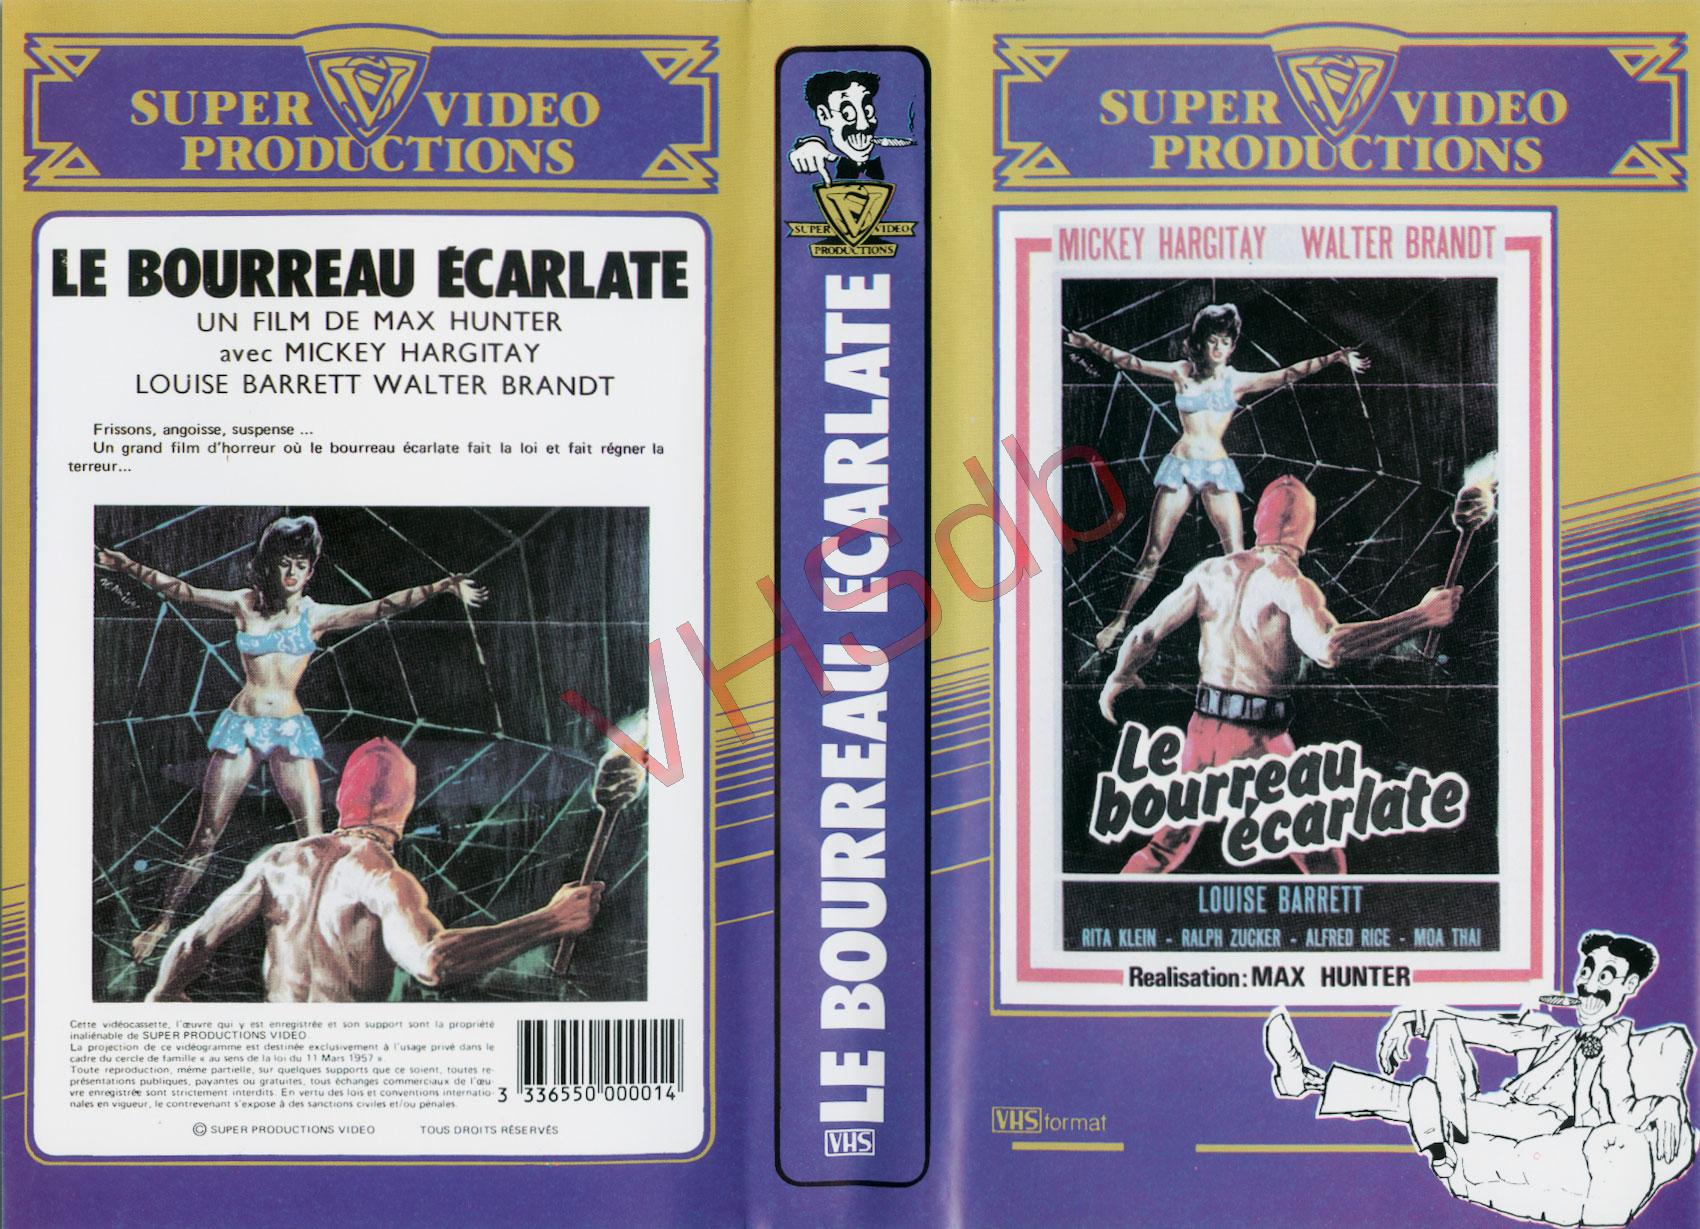 SUPER VIDEO
PRODUCTIONS
LE BOURREAU ÉCARLATE
UN FILM DE MAX HUNTER
avec MICKEY HARGITAY
LOUISE BARRETT WALTER BRANDT
Frissons, angoisse, suspense ...
Un grand film d'horreur où le bourreau écarlate fait la loi et fait régner la
terreur...
Cette vidéocassette, l'œuvre qui y est enregistrée et son support sont la propriété
inaliénable de SUPER PRODUCTIONS VIDEO.
La projection de ce vidéogramme est destinée exclusivement à l'usage privé dans le
cadre du cercle de famille « au sens de la loi du 11 Mars 1957 ».
Toute reproduction, même partielle, sur quelques supports que ce soient, toutes re-
présentations publiques, payantes ou gratuites, tous échanges commerciaux de l'œu-
vre enregistrée sont strictement interdits. En vertu des lois et conventions internatio-
nales en vigueur, le contrevenant s'expose à des sanctions civiles et/ou pénales.
3 336550 000014
© SUPER PRODUCTIONS VIDEO TOUS DROITS RÉSERVÉS
SUPER VIDEO
PRODUCTIONS
LE BOURREAU ECARLATE
VHS
SUPER VIDEO
PRODUCTIONS
MICKEY HARGITAY WALTER BRANDT
Le
bourreau
écarlate
LOUISE BARRETT
RITA KLEIN - RALPH ZUCKER - ALFRED RICE - MOA THAI
Realisation: MAX HUNTER
VHS format
VHSdb